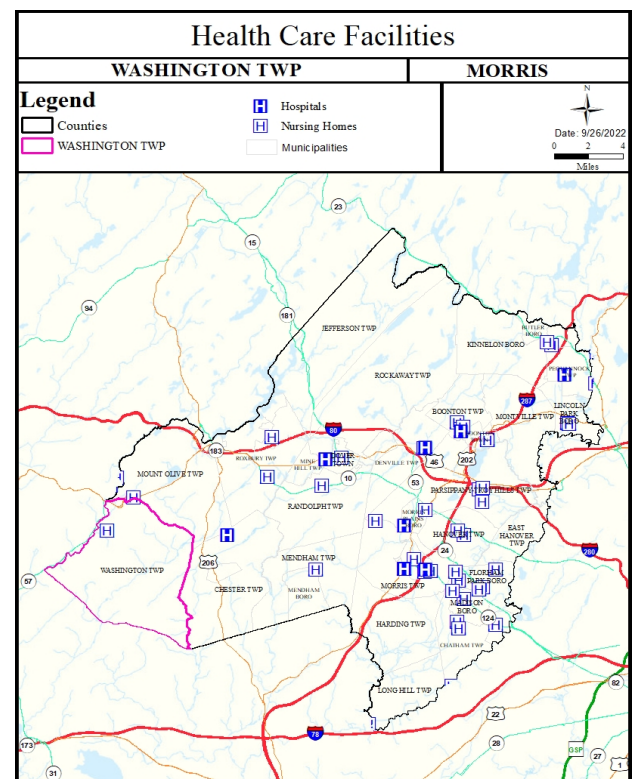 Health Care Facilities
WASHINGTON TWP
MORRIS
Legend
Counties
WASHINGTON TWP
Hospitals
Nursing Homes
Municipalities
N
Date: 9/26/2022
0 2 4
Miles
23
15
94
181
JEFFERSON TWP
BUTLER BORO
KINNELON BORO
ROCKAWAY TWP
287
LINCOLN PARK BORO
BOONTON TWP
MONTVILLE TWP
80
183
ROXBURY TWP
MINE HILL TWP
DENVILLE TWP
46
202
MOUNT OLIVE TWP
10
53
PARSIPPANY-TROY HILLS TWP
RANDOLPH TWP
HANOVER TWP
EAST HANOVER TWP
24
280
206
57
WASHINGTON TWP
CHESTER TWP
MENDHAM TWP
MENDHAM BORO
MORRIS TWP
FLORHAM PARK BORO
HARDING TWP
124
CHATHAM TWP
LONG HILL TWP
82
22
78
173
28
GSP
27
31
1